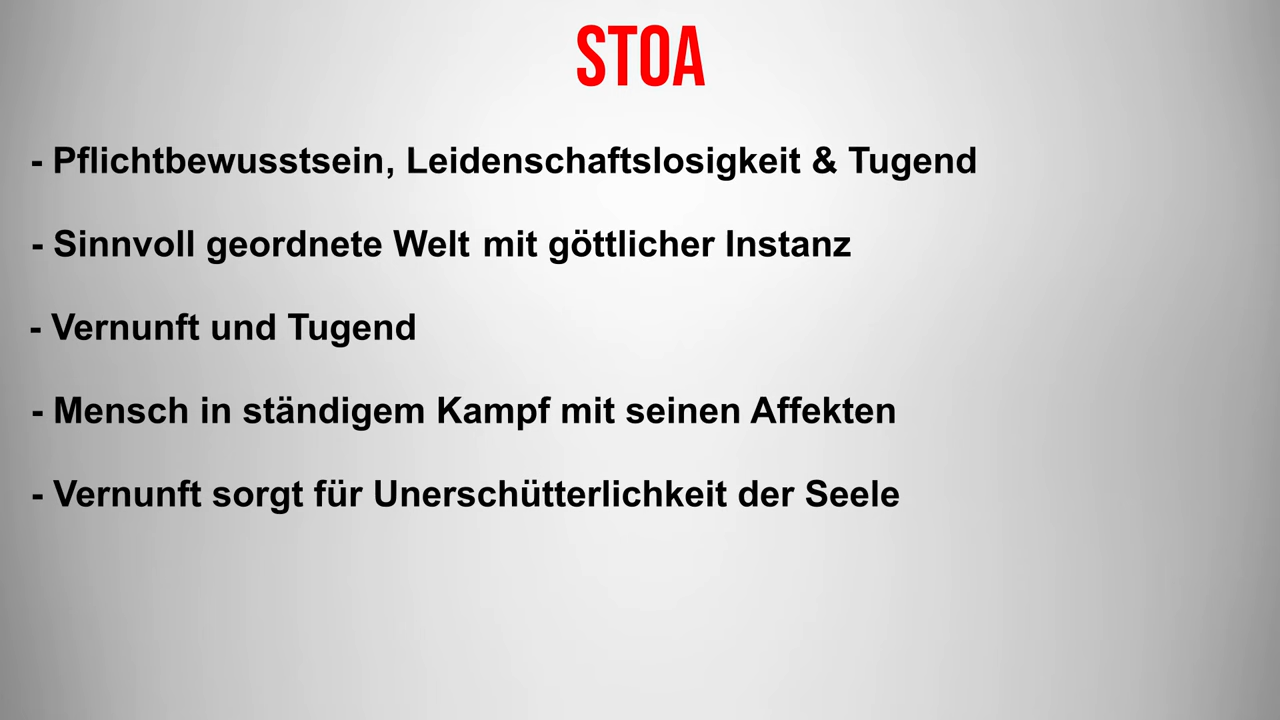 STOA
- Pflichtbewusstsein, Leidenschaftslosigkeit & Tugend
- Sinnvoll geordnete Welt mit göttlicher Instanz
- Vernunft und Tugend
- Mensch in ständigem Kampf mit seinen Affekten
- Vernunft sorgt für Unerschütterlichkeit der Seele